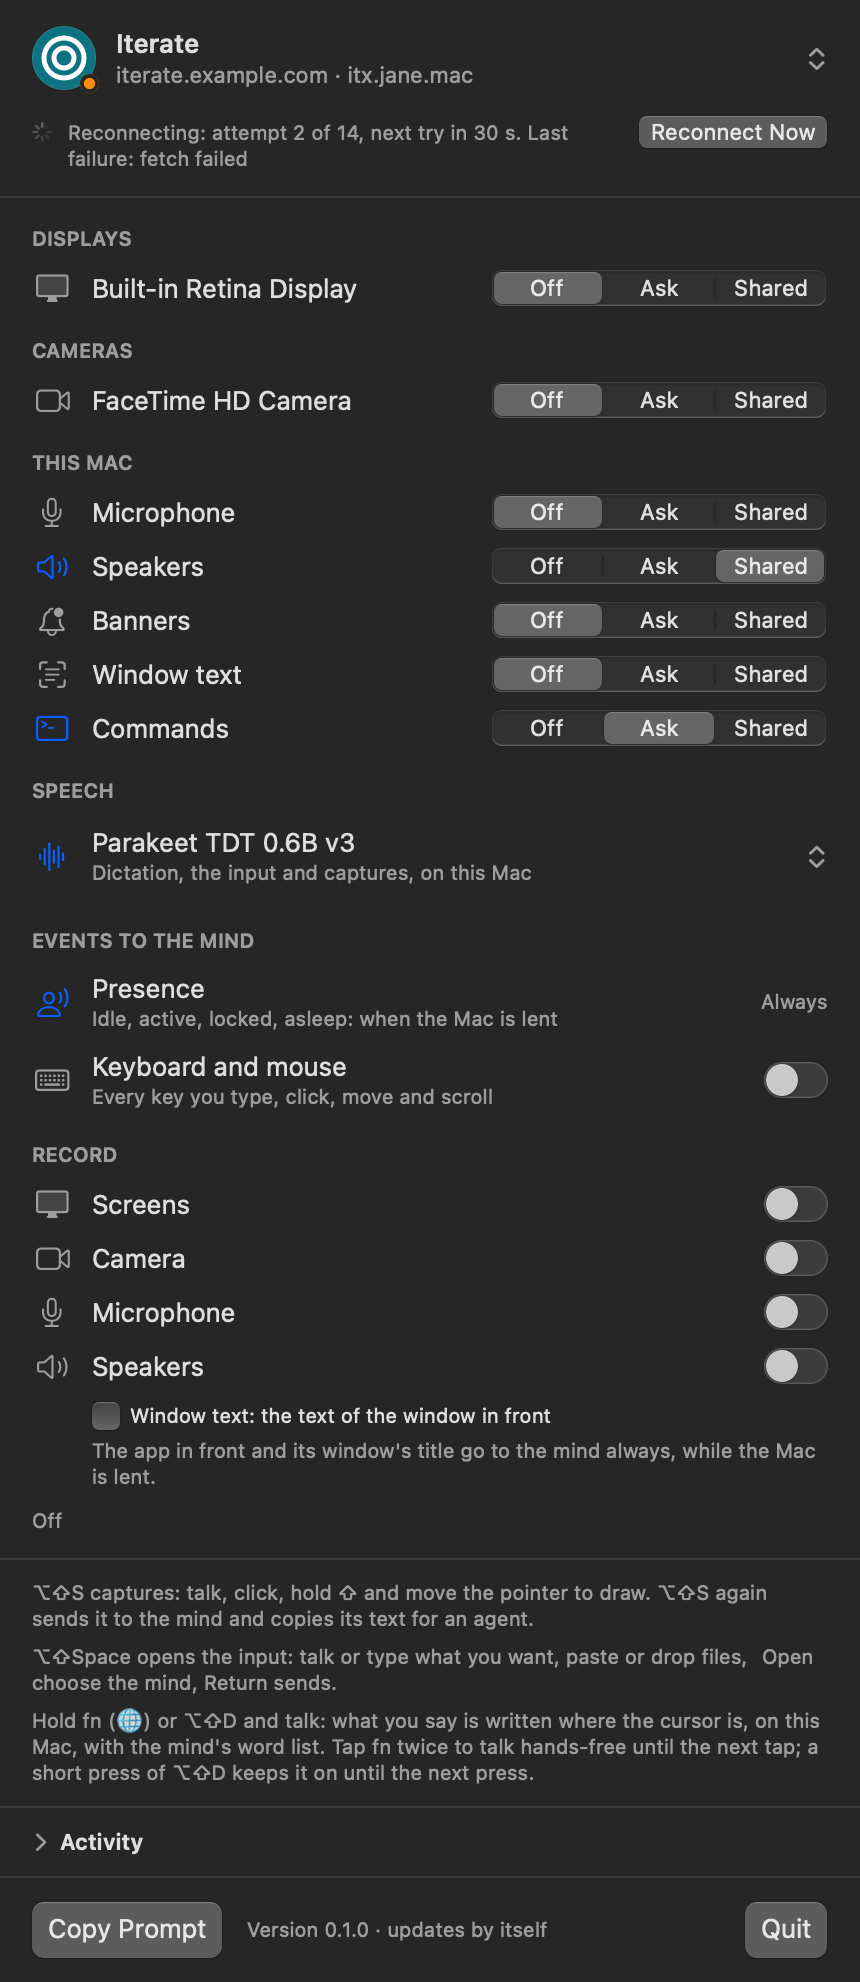 Iterate
iterate.example.com · itx.jane.mac
Reconnecting: attempt 2 of 14, next try in 30 s. Last
failure: fetch failed
Reconnect Now
DISPLAYS
Built-in Retina Display Off Ask Shared
CAMERAS
FaceTime HD Camera Off Ask Shared
THIS MAC
Microphone Off Ask Shared
Speakers Off Ask Shared
Banners Off Ask Shared
Window text Off Ask Shared
Commands Off Ask Shared
SPEECH
Parakeet TDT 0.6B v3
Dictation, the input and captures, on this Mac
EVENTS TO THE MIND
Presence
Idle, active, locked, asleep: when the Mac is lent
Always
Keyboard and mouse
Every key you type, click, move and scroll
RECORD
Screens
Camera
Microphone
Speakers
Window text: the text of the window in front
The app in front and its window's title go to the mind always, while the Mac
is lent.
Off
⌥⇧S captures: talk, click, hold ⇧ and move the pointer to draw. ⌥⇧S again
sends it to the mind and copies its text for an agent.
⌥⇧Space opens the input: talk or type what you want, paste or drop files,
choose the mind, Return sends.
Open
Hold fn (🌐) or ⌥⇧D and talk: what you say is written where the cursor is, on this
Mac, with the mind's word list. Tap fn twice to talk hands-free until the next tap; a
short press of ⌥⇧D keeps it on until the next press.
Activity
Copy Prompt Version 0.1.0 · updates by itself Quit